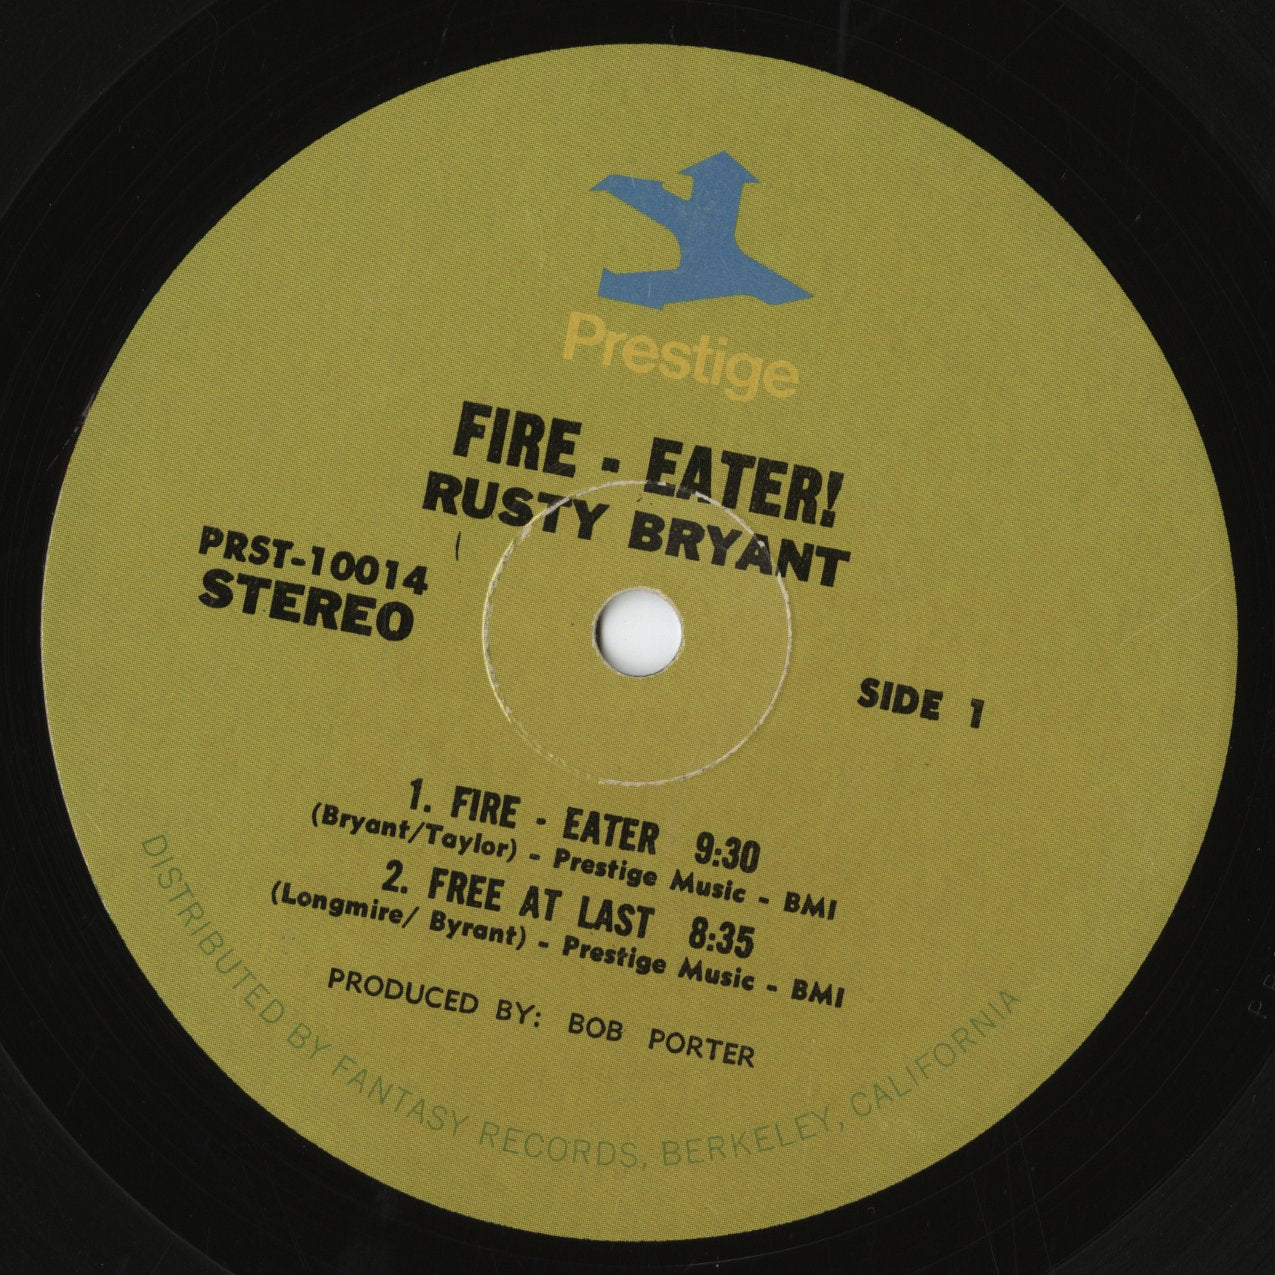 Prestige
FIRE - EATER!
RUSTY BRYANT
PRST-10014
STEREO
SIDE 1
1. FIRE - EATER 9:30
(Bryant/Taylor) - Prestige Music - BMI
2. FREE AT LAST 8:35
(Longmire/ Byrant) - Prestige Music - BMI
PRODUCED BY: BOB PORTER
DISTRIBUTED BY FANTASY RECORDS, BERKELEY, CALIFORNIA